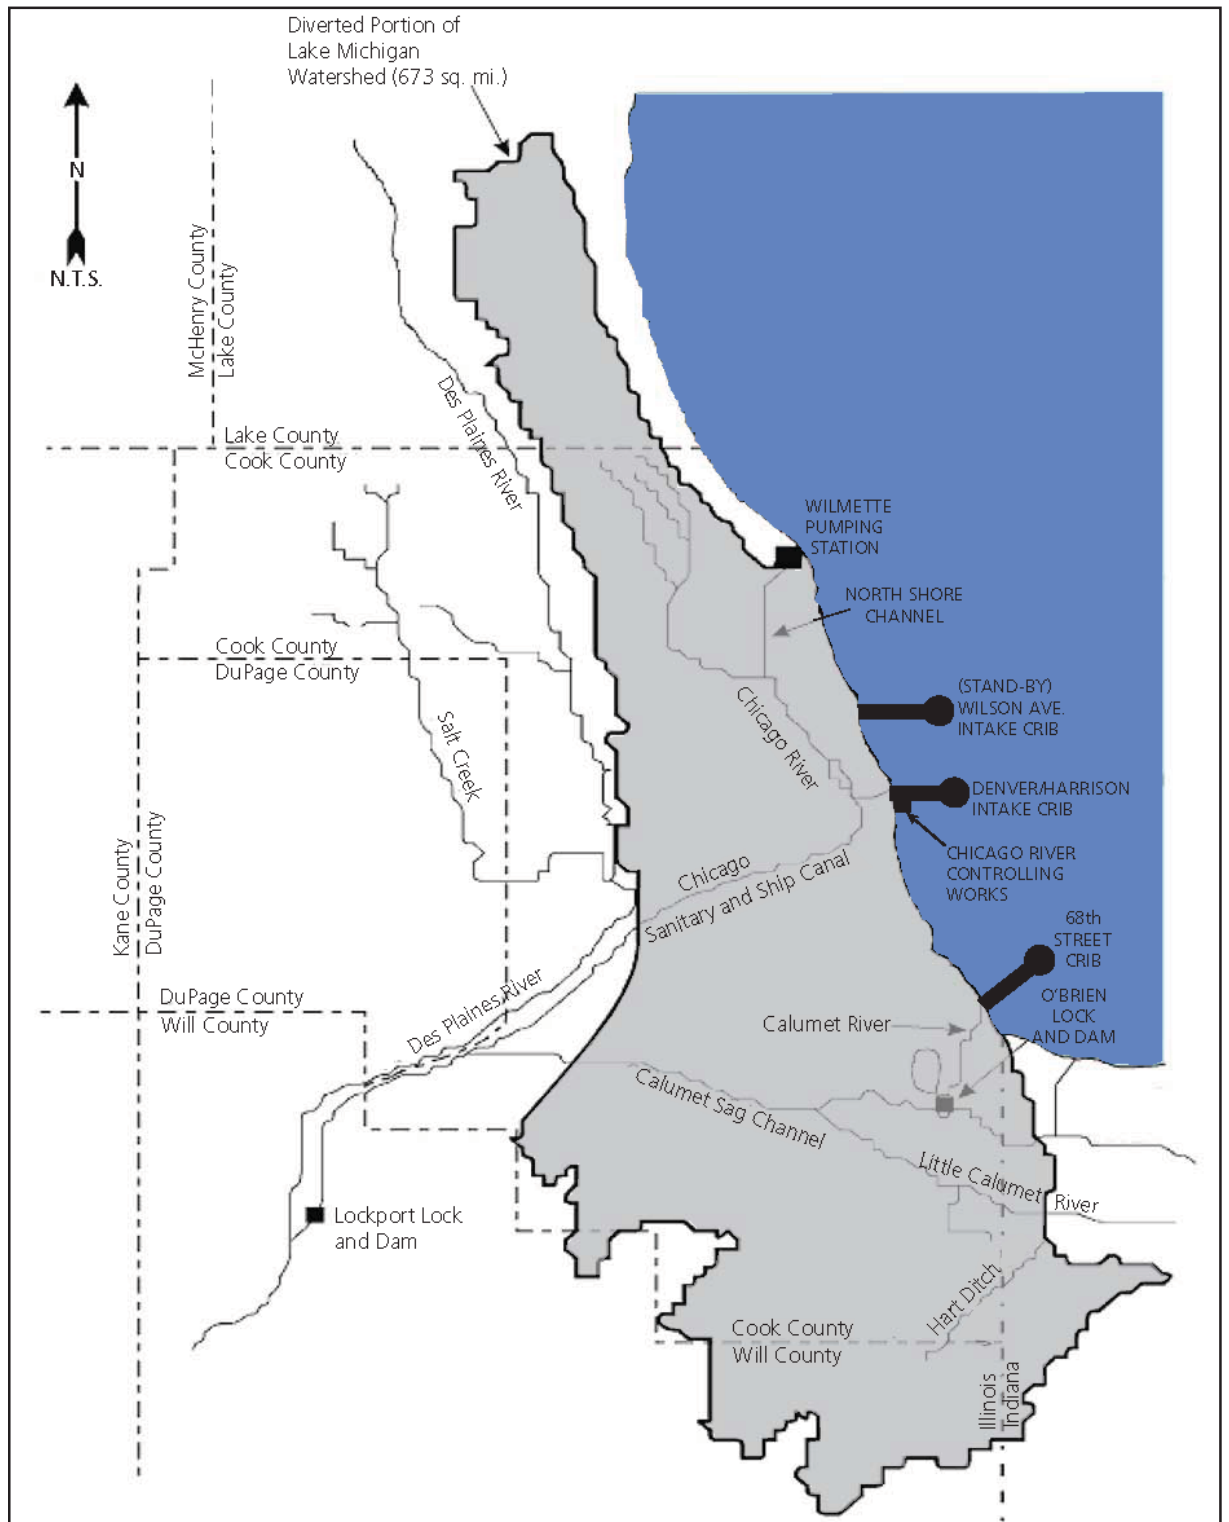 Diverted Portion of
Lake Michigan
Watershed (673 sq. mi.)
N
N.T.S.
McHenry County
Lake County
Des Plaines River
Lake County
Cook County
WILMETTE
PUMPING
STATION
NORTH SHORE
CHANNEL
Cook County
DuPage County
(STAND-BY)
WILSON AVE.
INTAKE CRIB
Chicago River
Salt Creek
DENVER/HARRISON
INTAKE CRIB
CHICAGO RIVER
CONTROLLING
WORKS
Kane County
DuPage County
Chicago
Sanitary and Ship Canal
68th
STREET
CRIB
O'BRIEN
LOCK
AND DAM
DuPage County
Will County
Des Plaines River
Calumet River
Calumet Sag Channel
Little Calumet River
Lockport Lock
and Dam
Hart Ditch
Cook County
Will County
Illinois
Indiana